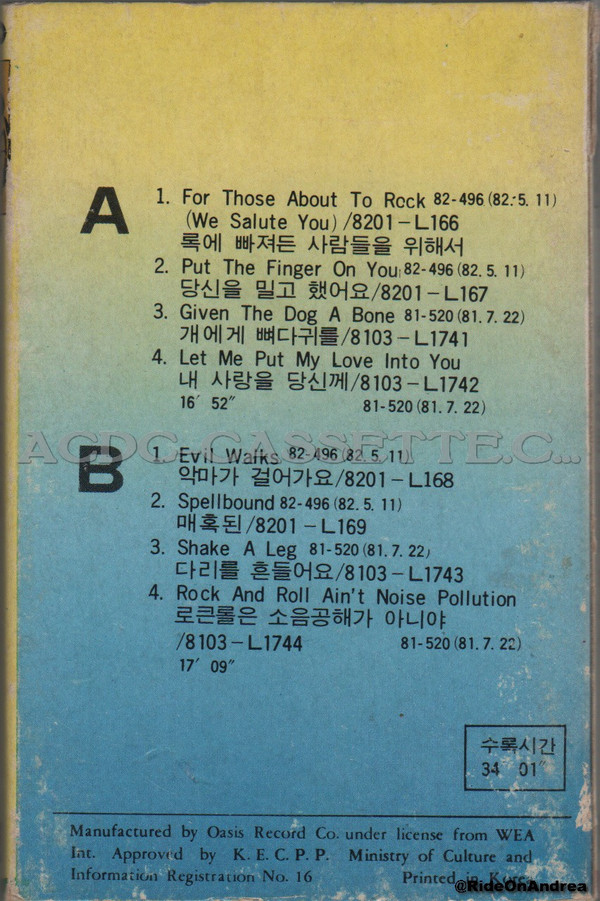 A
1. For Those About To Rock 82-496 (82. 5. 11)
(We Salute You) /8201-L166
록에 빠져든 사람들을 위해서
2. Put The Finger On You 82-496 (82. 5. 11)
당신을 밀고 했어요/8201-L167
3. Given The Dog A Bone 81-520 (81. 7. 22)
개에게 뼈다귀를/8103-L1741
4. Let Me Put My Love Into You
내 사랑을 당신께/8103-L1742
16′ 52″ 81-520 (81. 7. 22)
ACDC-CASSETTE.C...
B
1. Evil Walks 82-496 (82. 5. 11)
악마가 걸어가요/8201-L168
2. Spellbound 82-496 (82. 5. 11)
매혹된/8201-L169
3. Shake A Leg 81-520 (81. 7. 22)
다리를 흔들어요/8103-L1743
4. Rock And Roll Ain't Noise Pollution
로큰롤은 소음공해가 아니야
/8103-L1744 81-520 (81. 7. 22)
17′ 09″
수록시간
34″ 01″
Manufactured by Oasis Record Co. under license from WEA
Int. Approved by K. E. C. P. P. Ministry of Culture and
Information Registration No. 16 Printed in Korea
@RideOnAndrea